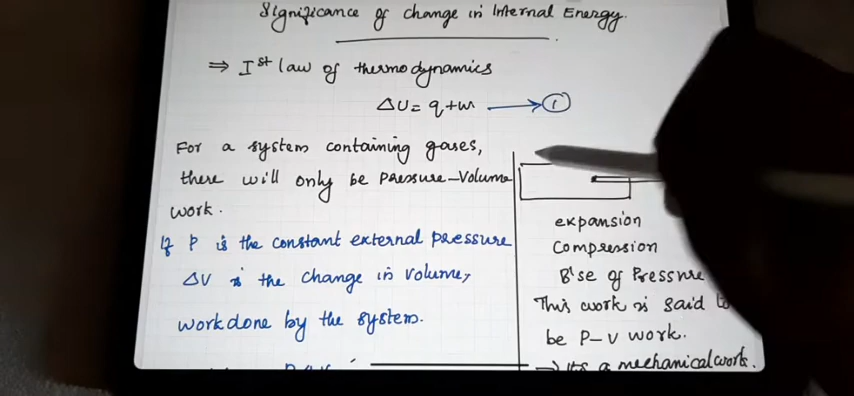 Significance of change in Internal Energy.
⇒ Ist law of thermodynamics
ΔU = q+w → ①
For a system containing gases,
there will only be pressure-volume
work.
If P is the constant external pressure
ΔV is the change in volume,
workdone by the system.
expansion
compression
B'se of Pressure
This work is said to
be P-V work.
→ its a mechanical work.